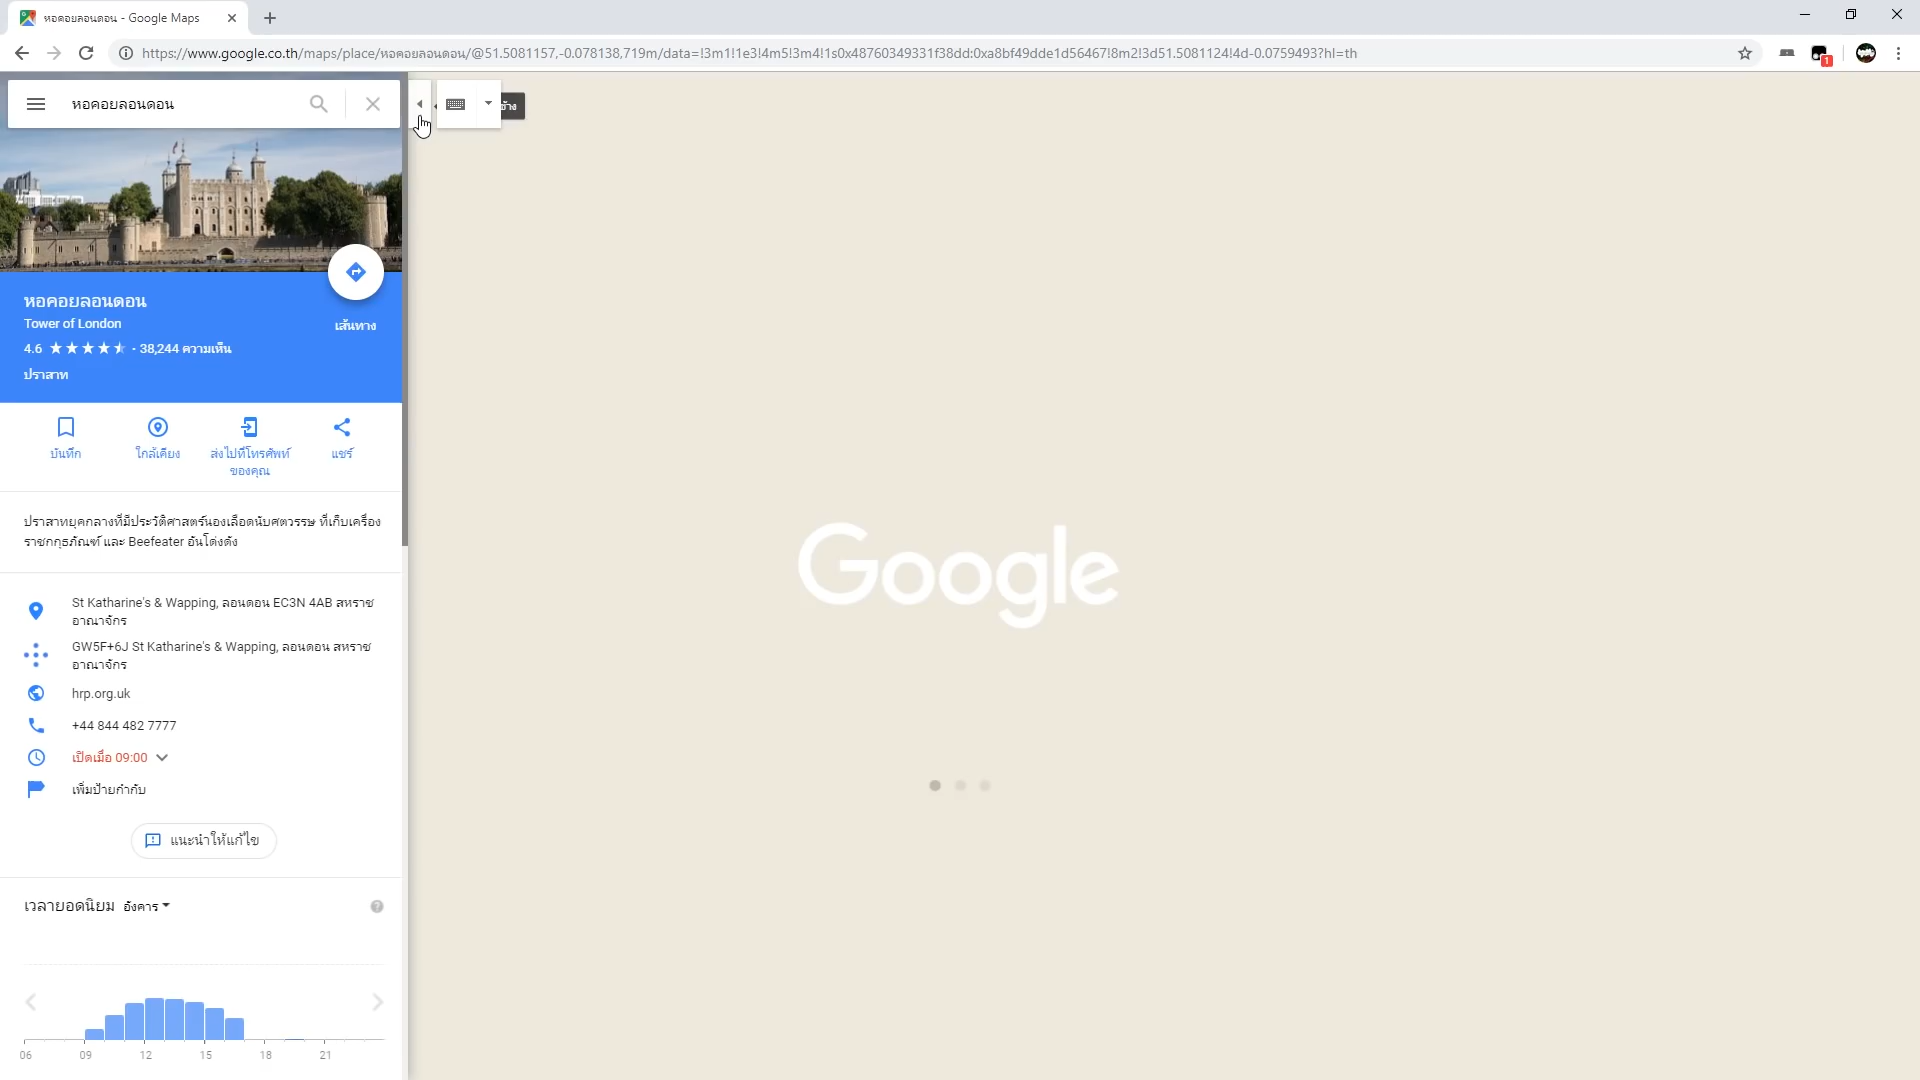 หอคอยลอนดอน - Google Maps
https://www.google.co.th/maps/place/หอคอยลอนดอน/@51.5081157,-0.078138,719m/data=!3m1!1e3!4m5!3m4!1s0x48760349331f38dd:0xa8bf49dde1d56467!8m2!3d51.5081124!4d-0.0759493?hl=th
1
หอคอยลอนดอน
หอคอยลอนดอน
Tower of London
เส้นทาง
4.6 ★★★★ - 38,244 ความเห็น
ปราสาท
บันทึก
ใกล้เคียง
ส่งไปที่โทรศัพท์
ของคุณ
แชร์
ปราสาทยุคกลางที่มีประวัติศาสตร์นองเลือดนับศตวรรษ ที่เก็บเครื่อง
ราชกกุธภัณฑ์ และ Beefeater อันโด่งดัง
St Katharine's & Wapping, ลอนดอน EC3N 4AB สหราช
อาณาจักร
GW5F+6J St Katharine's & Wapping, ลอนดอน สหราช
อาณาจักร
hrp.org.uk
+44 844 482 7777
เปิดเมื่อ 09:00
เพิ่มป้ายกำกับ
แนะนำให้แก้ไข
เวลายอดนิยม อังคาร
06 09 12 15 18 21
Google